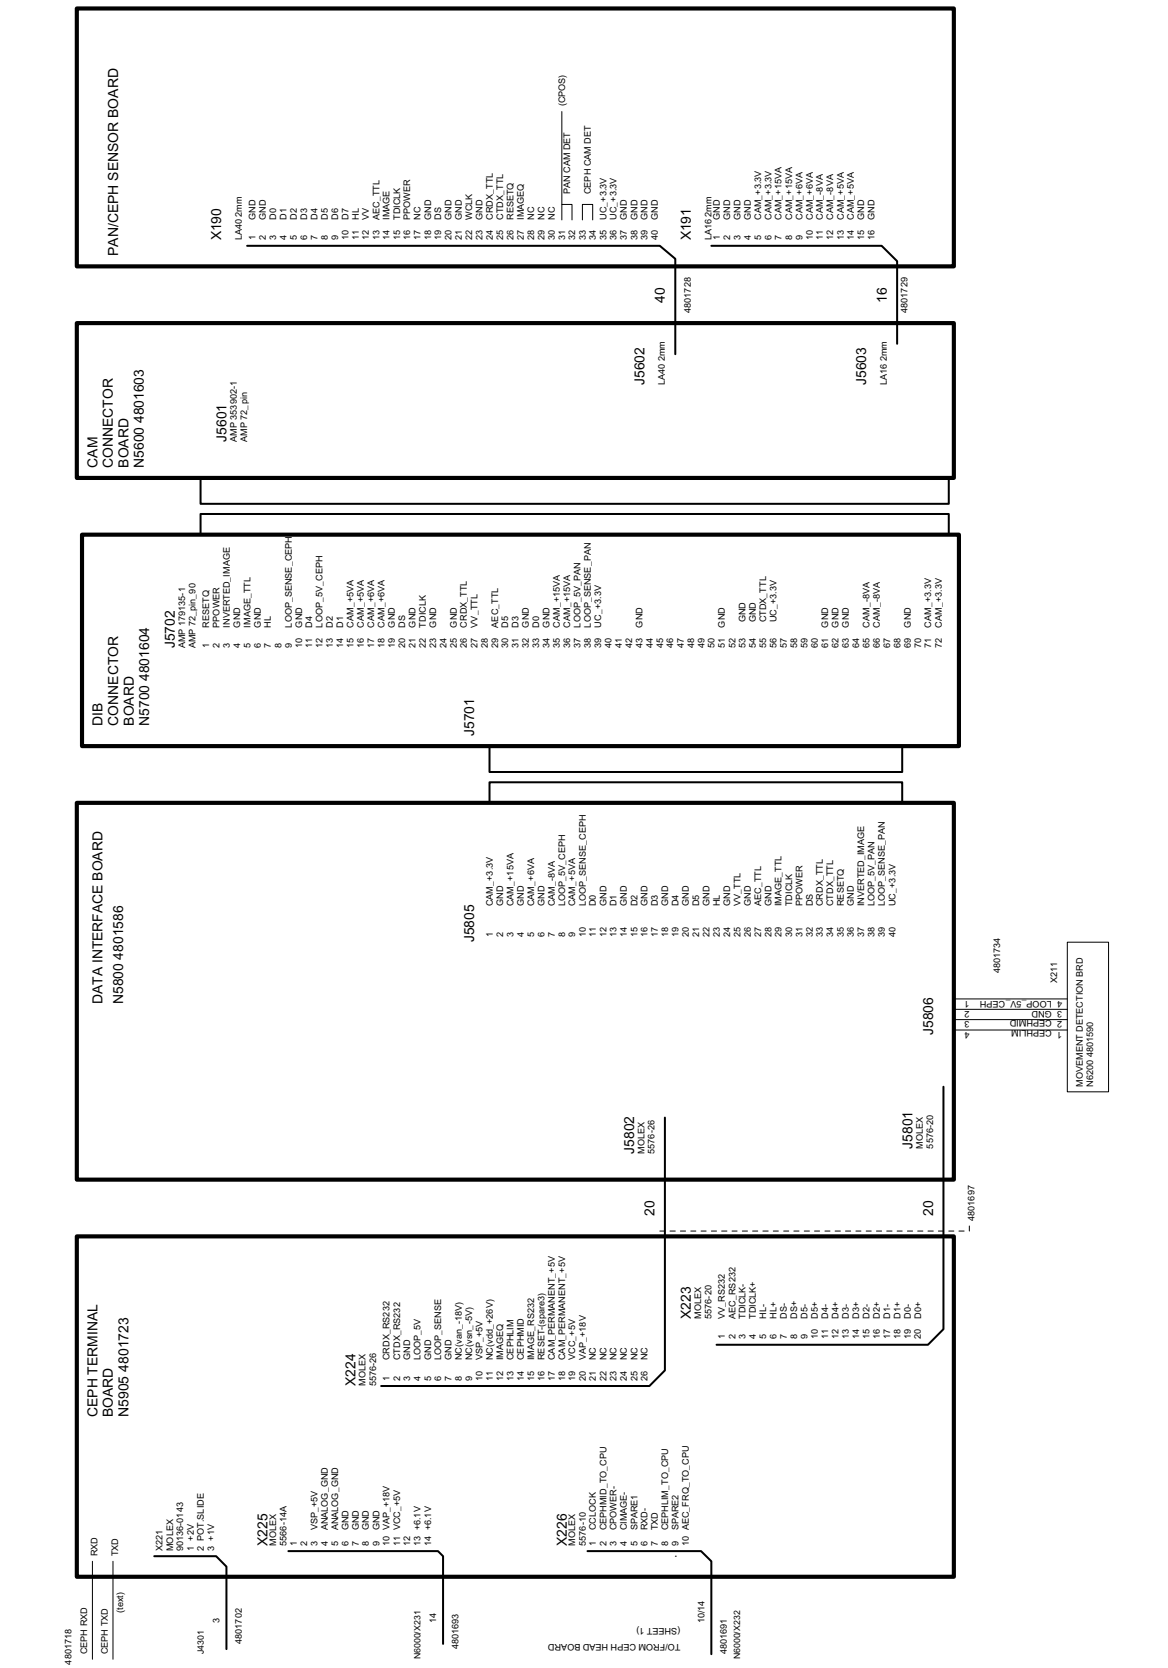 PAN/CEPH SENSOR BOARD
X190
LA40 2mm
1 GND
2 GND
3 D0
4 D1
5 D2
6 D3
7 D4
8 D5
9 D6
10 D7
11 HL
12 VV
13 AEC_TTL
14 IMAGE
15 TDICLK
16 PPOWER
17 NC
18 GND
19 DS
20 GND
21 GND
22 WCLK
23 GND
24 CRDX_TTL
25 CTDX_TTL
26 RESETQ
27 IMAGEQ
28 NC
29 NC
30 NC
31
32
33
34
35 UC_+3.3V
36 UC_+3.3V
37 GND
38 GND
39 GND
40 GND
(CPOS)
PAN CAM DET
CEPH CAM DET
X191
LA16 2mm
1 GND
2 GND
3 GND
4 GND
5 CAM_+3.3V
6 CAM_+3.3V
7 CAM_+15VA
8 CAM_+15VA
9 CAM_+6VA
10 CAM_+6VA
11 CAM_-8VA
12 CAM_-8VA
13 CAM_+5VA
14 CAM_+5VA
15 GND
16 GND
40
4801728
16
4801729
CAM
CONNECTOR
BOARD
N5600 4801603
J5601
AMP 353902-1
AMP 72_pin
J5602
LA40 2mm
J5603
LA16 2mm
DIB
CONNECTOR
BOARD
N5700 4801604
J5702
AMP 179135-1
AMP 72_pin_90
1 RESETQ
2 PPOWER
3 INVERTED_IMAGE
4 GND
5 IMAGE_TTL
6 GND
7 HL
8
9 LOOP_SENSE_CEPH
10 GND
11 D4
12 LOOP_5V_CEPH
13 D2
14 D1
15 CAM_+5VA
16 CAM_+5VA
17 CAM_+6VA
18 CAM_+6VA
19 GND
20 DS
21 GND
22 TDICLK
23 GND
24
25 GND
26 CRDX_TTL
27 VV_TTL
28
29 AEC_TTL
30 D5
31 D3
32 GND
33 D0
34 GND
35 CAM_+15VA
36 CAM_+15VA
37 LOOP_5V_PAN
38 LOOP_SENSE_PAN
39 UC_+3.3V
40
41
42
43 GND
44
45
46
47
48
49
50
51 GND
52
53 GND
54 GND
55 CTDX_TTL
56 UC_+3.3V
57
58
59
60
61 GND
62 GND
63 GND
64
65 CAM_-8VA
66 CAM_-8VA
67
68
69 GND
70
71 CAM_+3.3V
72 CAM_+3.3V
J5701
DATA INTERFACE BOARD
N5800 4801586
J5805
1 CAM_+3.3V
2 GND
3 CAM_+15VA
4 GND
5 CAM_+6VA
6 GND
7 CAM_-8VA
8 LOOP_5V_CEPH
9 CAM_+5VA
10 LOOP_SENSE_CEPH
11 D0
12 GND
13 D1
14 GND
15 D2
16 GND
17 D3
18 GND
19 D4
20 GND
21 D5
22 GND
23 HL
24 GND
25 VV_TTL
26 GND
27 AEC_TTL
28 GND
29 IMAGE_TTL
30 TDICLK
31 PPOWER
32 DS
33 CRDX_TTL
34 CTDX_TTL
35 RESETQ
36 GND
37 INVERTED_IMAGE
38 LOOP_5V_PAN
39 LOOP_SENSE_PAN
40 UC_+3.3V
J5806
1 4 LOOP_5V_CEPH
2 3 GND
3 2 CEPHMID
4 1 CEPHLIM
4801734
X211
MOVEMENT DETECTION BRD
N6200 4801590
J5802
MOLEX
5576-26
J5801
MOLEX
5576-20
20
20
4801697
CEPH TERMINAL
BOARD
N5905 4801723
X224
MOLEX
5576-26
1 CRDX_RS232
2 CTDX_RS232
3 GND
4 LOOP_5V
5 GND
6 LOOP_SENSE
7 GND
8 NC(van_-18V)
9 NC(vsn_-5V)
10 VSP_+5V
11 NC(vdd_+26V)
12 IMAGEQ
13 CEPHLIM
14 CEPHMID
15 IMAGE_RS232
16 RESET-(spare3)
17 CAM_PERMANENT_+5V
18 CAM_PERMANENT_+5V
19 VCC_+5V
20 VAP_+18V
21 NC
22 NC
23 NC
24 NC
25 NC
26 NC
X223
MOLEX
5576-20
1 VV_RS232
2 AEC_RS232
3 TDICLK-
4 TDICLK+
5 HL-
6 HL+
7 DS-
8 DS+
9 D5-
10 D5+
11 D4-
12 D4+
13 D3-
14 D3+
15 D2-
16 D2+
17 D1-
18 D1+
19 D0-
20 D0+
RXD
TXD
X221
MOLEX
90136-0143
1 +2V
2 POT.SLIDE
3 +1V
X225
MOLEX
5566-14A
1
2
3 VSP_+5V
4 ANALOG_GND
5 ANALOG_GND
6 GND
7 GND
8 GND
9 GND
10 VAP_+18V
11 VCC_+5V
12
13 +6.1V
14 +6.1V
X226
MOLEX
5576-10
1 CCLOCK
2 CEPHMID_TO_CPU
3 CPOWER-
4 CIMAGE-
5 SPARE1
6 RXD-
7 TXD
8 CEPHLIM_TO_CPU
9 SPARE2
10 AEC_FRQ_TO_CPU
4801718
CEPH RXD
CEPH TXD
(text)
J4301
3
4801702
N6000/X231
14
4801693
TO/FROM CEPH HEAD BOARD
(SHEET 1)
10/14
4801691
N6000/X232